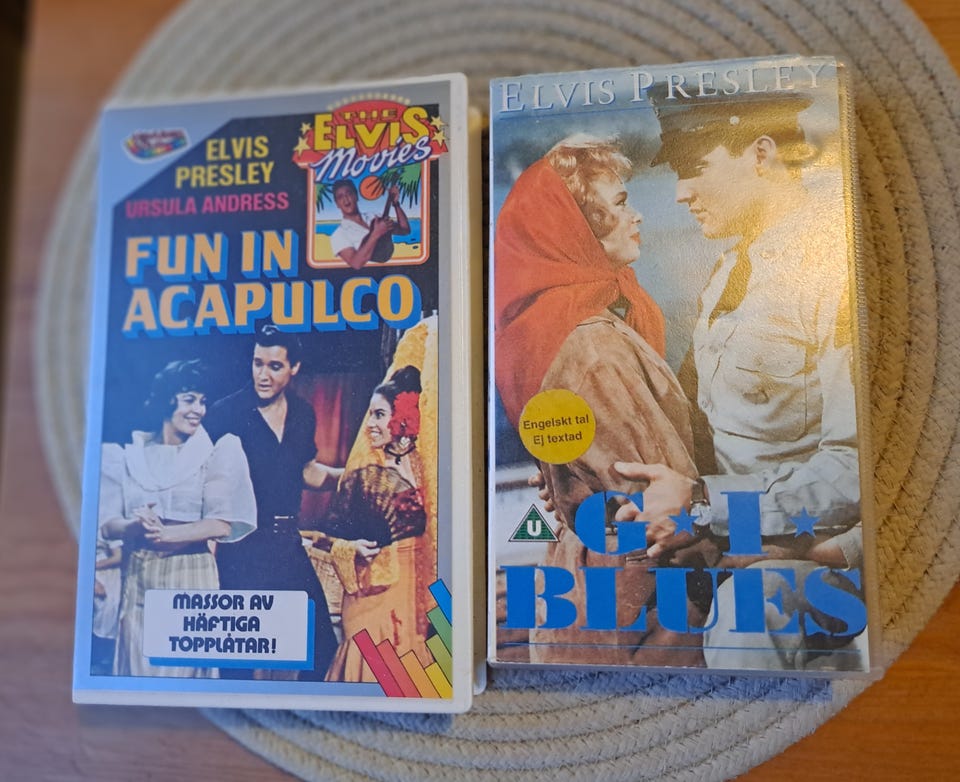 ELVIS
PRESLEY
URSULA ANDRESS
THE
ELVIS
Movies
FUN IN
ACAPULCO
MASSOR AV
HÄFTIGA
TOPPLÅTAR!
ELVIS PRESLEY
Engelskt tal
Ej textad
U
G★I★
BLUES